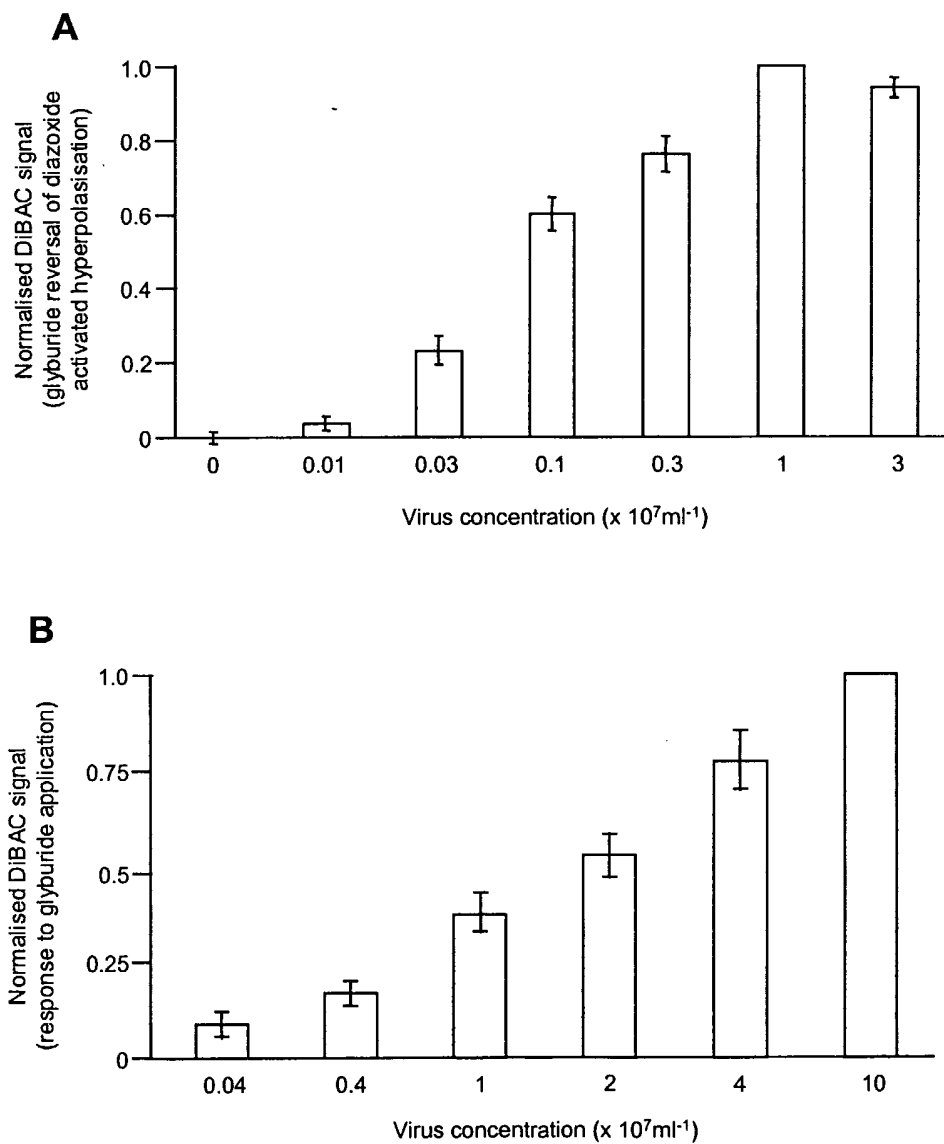 A
Normalised DiBAC signal
(glyburide reversal of diazoxide
activated hyperpolasisation)
1.0
0.8
0.6
0.4
0.2
0
0 0.01 0.03 0.1 0.3 1 3
Virus concentration (x 10⁷ml⁻¹)
B
Normalised DiBAC signal
(response to glyburide application)
1.0
0.75
0.5
0.25
0
0.04 0.4 1 2 4 10
Virus concentration (x 10⁷ml⁻¹)